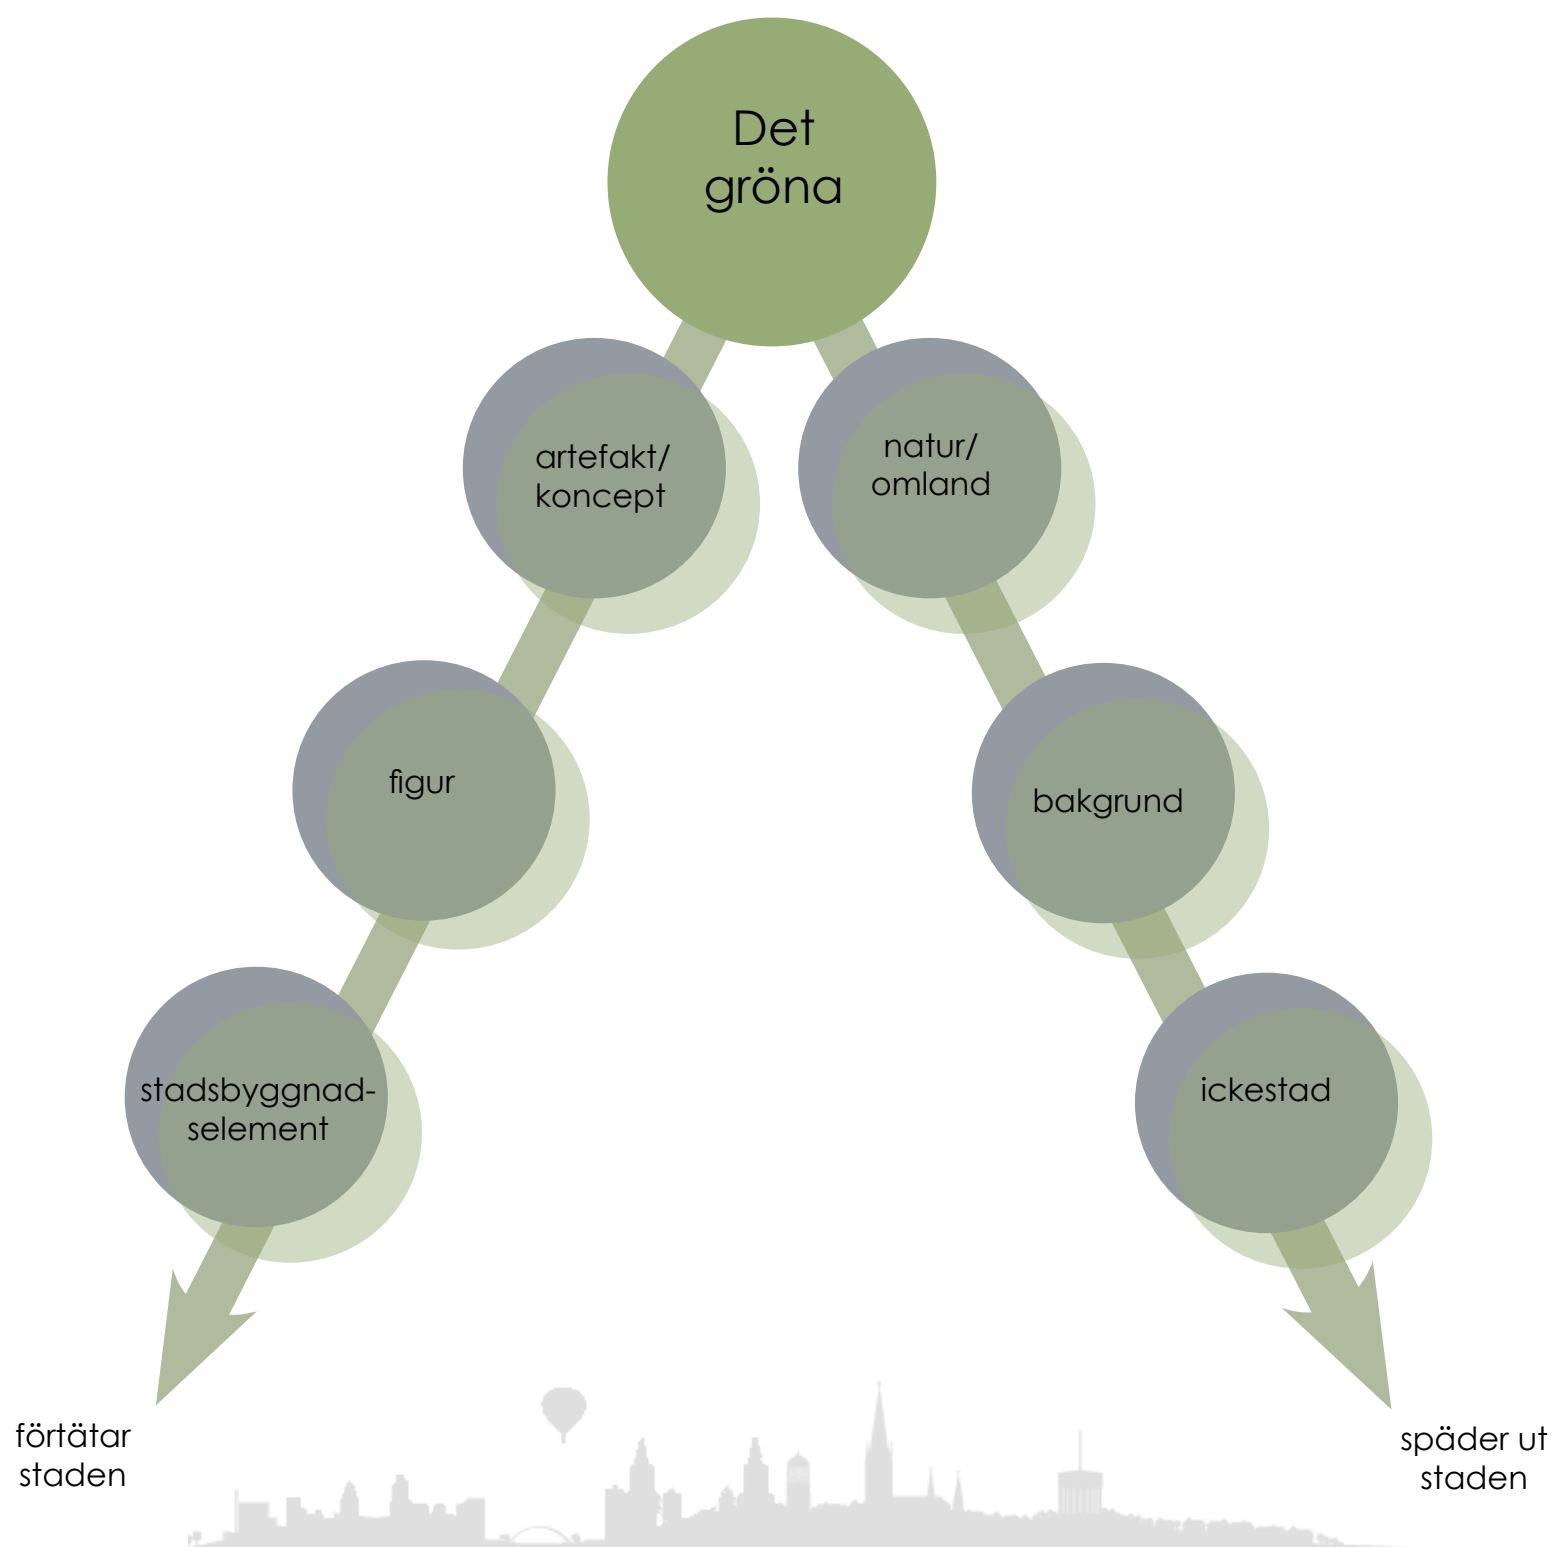 Det
gröna
artefakt/
koncept
natur/
omland
figur
bakgrund
stadsbyggnad-
selement
ickestad
förtätar
staden
späder ut
staden